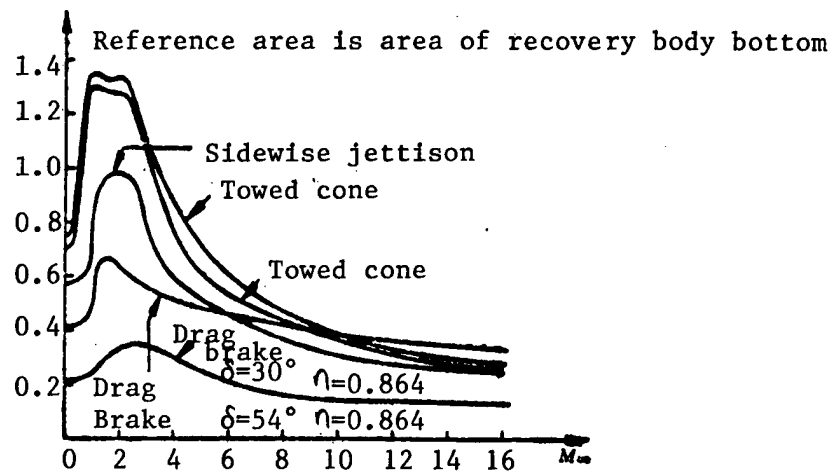 Reference area is area of recovery body bottom
1.4
1.2
1.0
0.8
0.6
0.4
0.2
Sidewise jettison
Towed cone
Towed cone
Drag
brake
δ=30° η=0.864
Drag
Brake δ=54° η=0.864
0 2 4 6 8 10 12 14 16 M∞